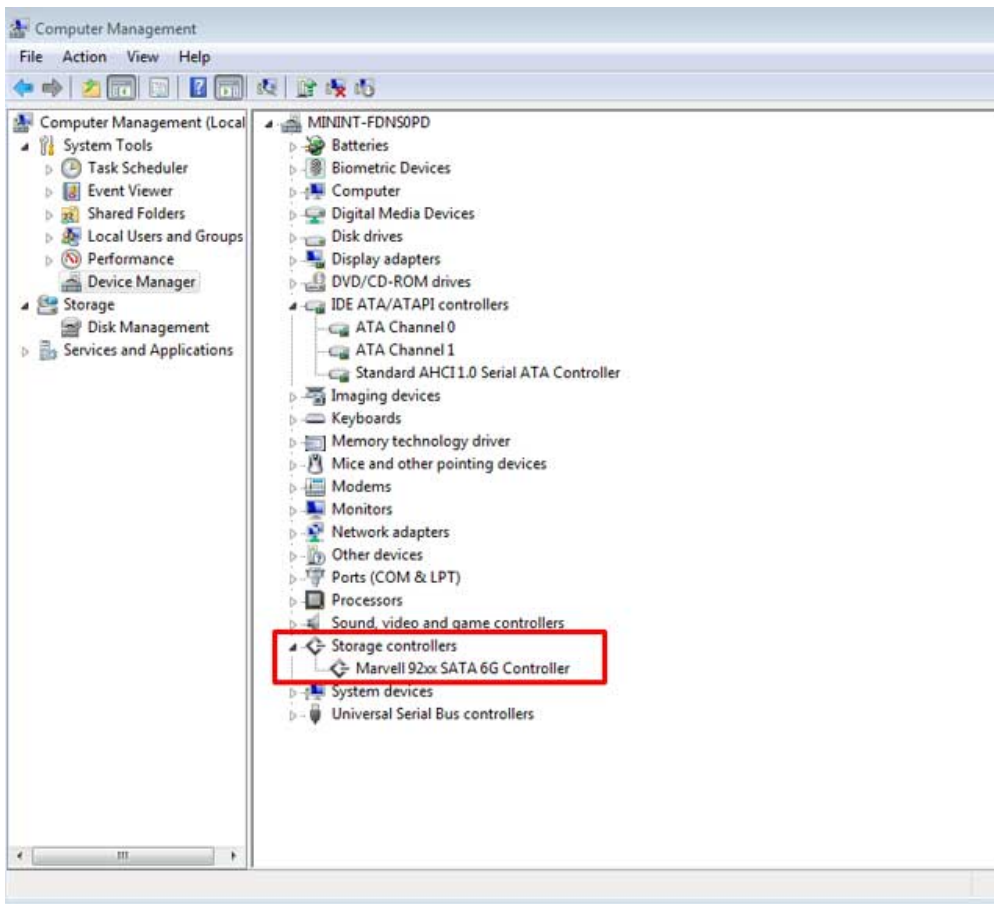 Computer Management
File Action View Help
Computer Management (Local
System Tools
Task Scheduler
Event Viewer
Shared Folders
Local Users and Groups
Performance
Device Manager
Storage
Disk Management
Services and Applications
MININT-FDNS0PD
Batteries
Biometric Devices
Computer
Digital Media Devices
Disk drives
Display adapters
DVD/CD-ROM drives
IDE ATA/ATAPI controllers
ATA Channel 0
ATA Channel 1
Standard AHCI1.0 Serial ATA Controller
Imaging devices
Keyboards
Memory technology driver
Mice and other pointing devices
Modems
Monitors
Network adapters
Other devices
Ports (COM & LPT)
Processors
Sound, video and game controllers
Storage controllers
Marvell 92xx SATA 6G Controller
System devices
Universal Serial Bus controllers